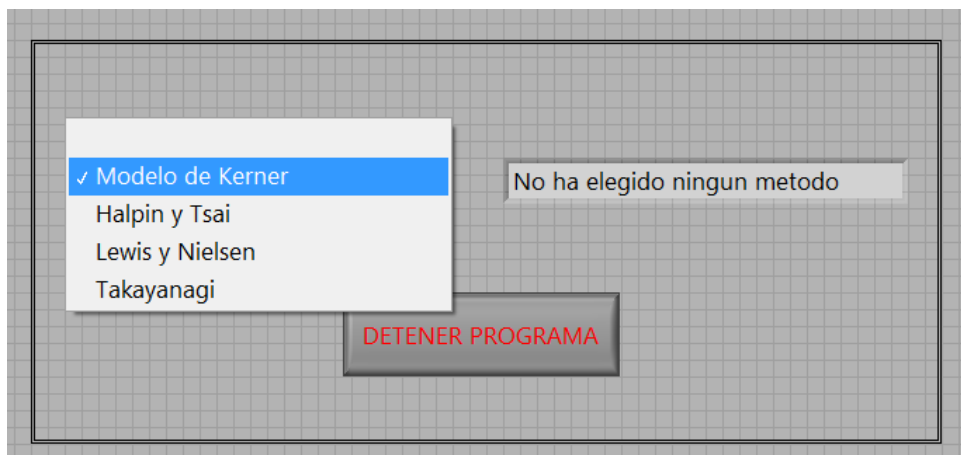 ✓ Modelo de Kerner
Halpin y Tsai
Lewis y Nielsen
Takayanagi
No ha elegido ningun metodo
DETENER PROGRAMA